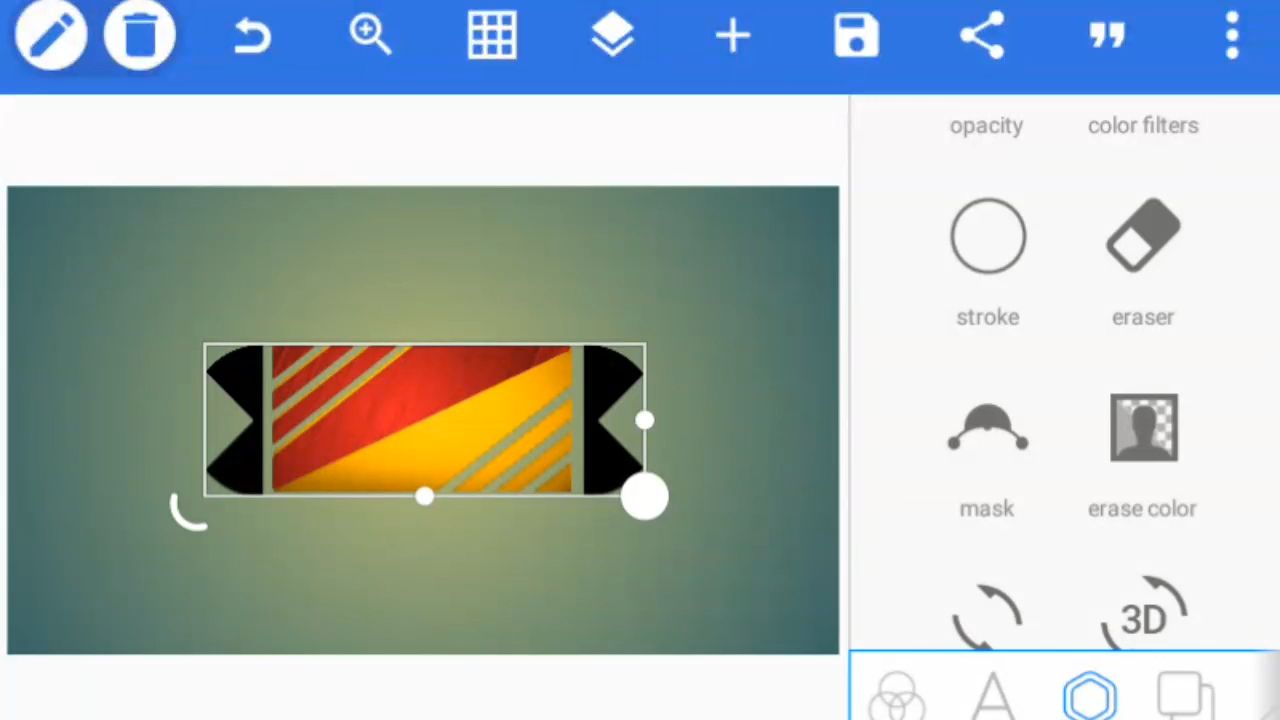 opacity
color filters
stroke
eraser
mask
erase color
3D